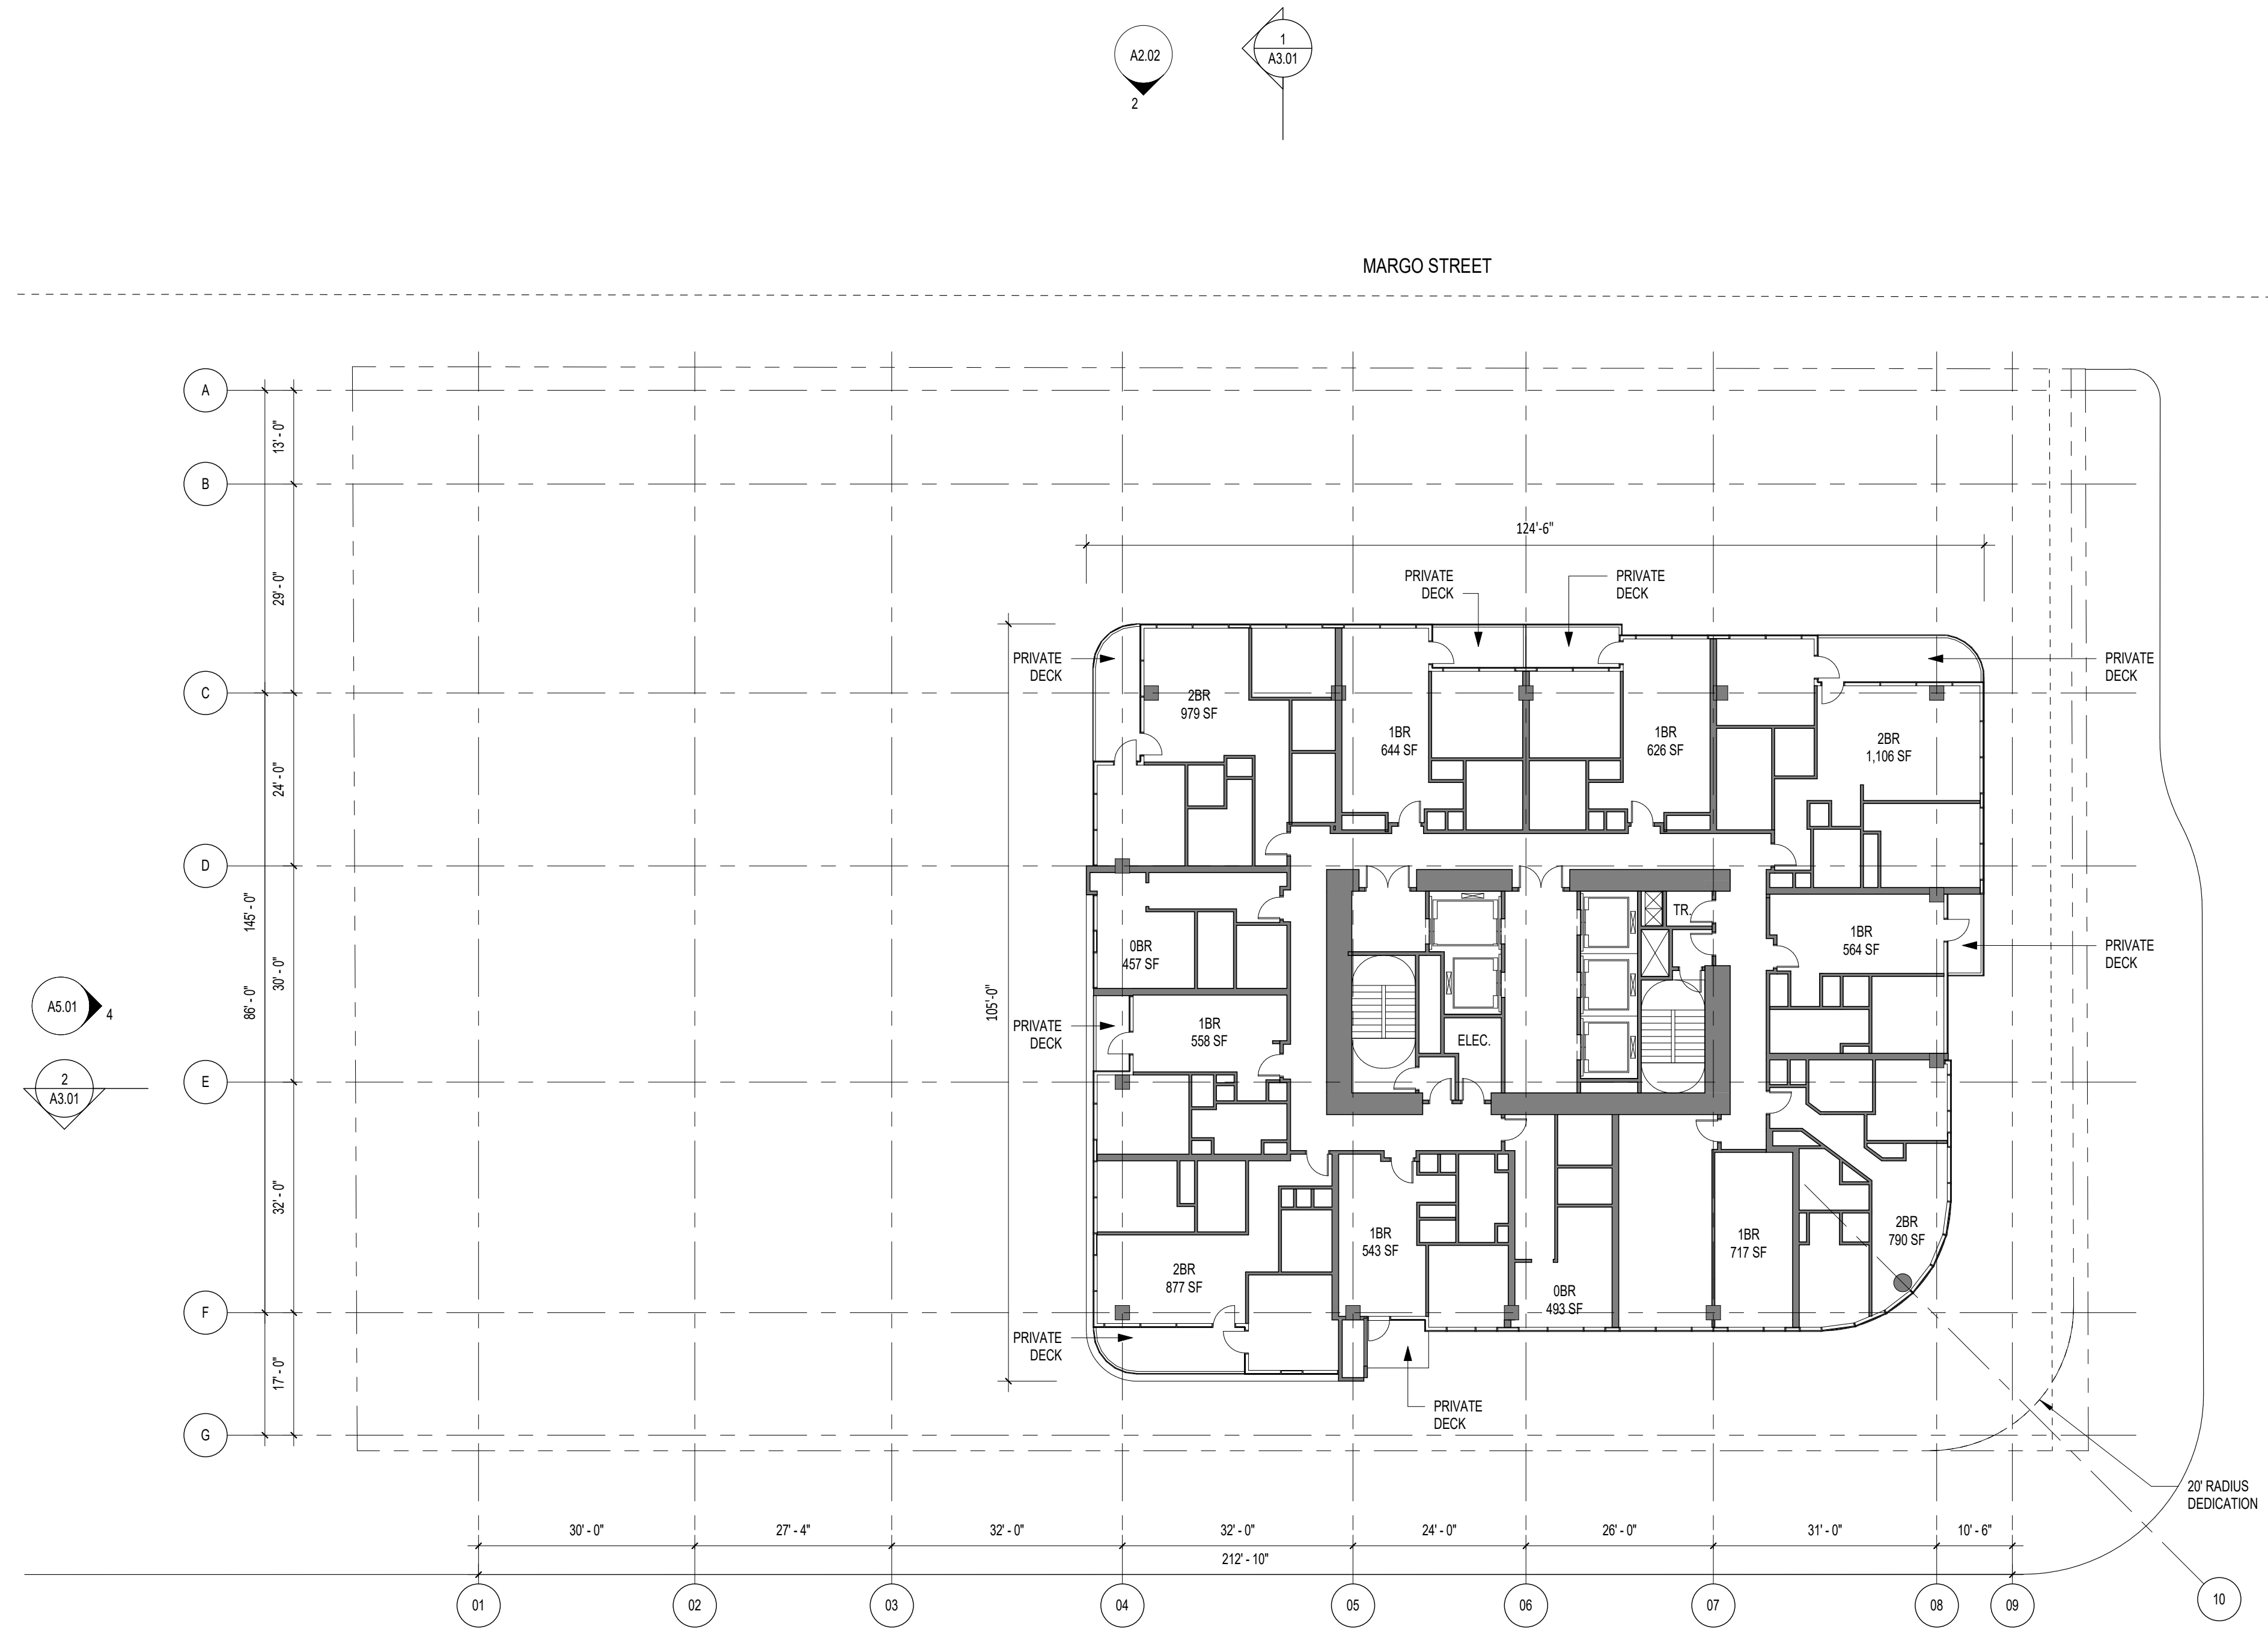 A2.02
2
1
A3.01
MARGO STREET
A
B
C
D
E
F
G
13' - 0"
29' - 0"
24' - 0"
30' - 0"
32' - 0"
17' - 0"
145' - 0"
86' - 0"
124'-6"
105'-0"
PRIVATE
DECK
PRIVATE
DECK
PRIVATE
DECK
PRIVATE
DECK
2BR
979 SF
1BR
644 SF
1BR
626 SF
2BR
1,106 SF
TR.
0BR
457 SF
1BR
564 SF
PRIVATE
DECK
A5.01
4
PRIVATE
DECK
1BR
558 SF
ELEC.
2
A3.01
2BR
877 SF
1BR
543 SF
0BR
493 SF
1BR
717 SF
2BR
790 SF
PRIVATE
DECK
PRIVATE
DECK
20' RADIUS
DEDICATION
30' - 0"
27' - 4"
32' - 0"
32' - 0"
24' - 0"
26' - 0"
31' - 0"
10' - 6"
212' - 10"
01
02
03
04
05
06
07
08
09
10